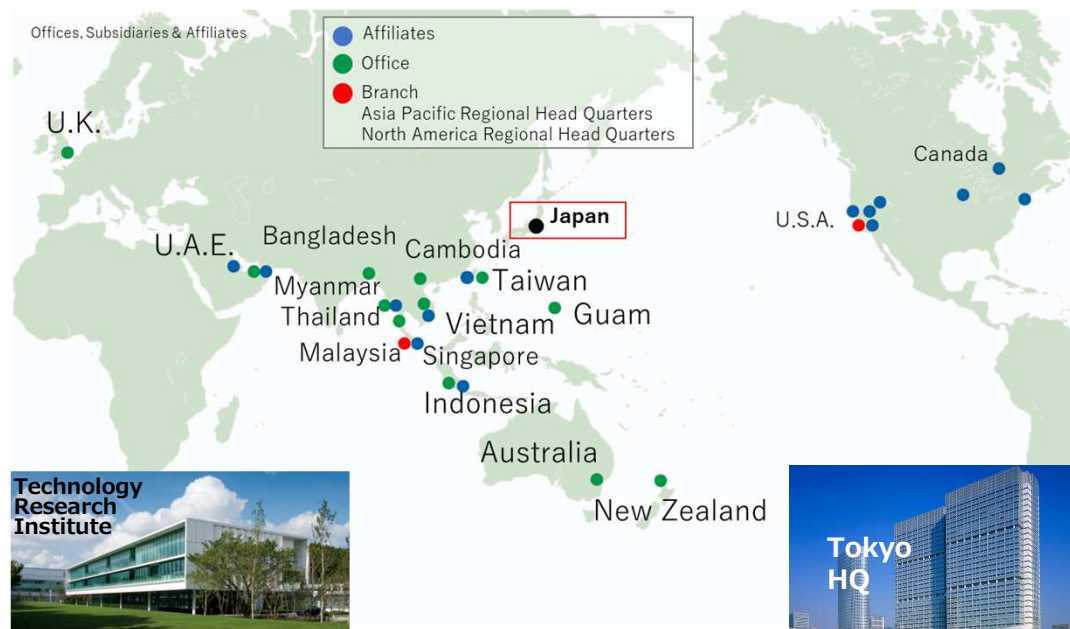 Offices, Subsidiaries & Affiliates
Affiliates
Office
Branch
Asia Pacific Regional Head Quarters
North America Regional Head Quarters
U.K.
Canada
Japan
U.S.A.
U.A.E.
Bangladesh
Cambodia
Myanmar
Taiwan
Thailand
Vietnam
Guam
Malaysia
Singapore
Indonesia
Australia
New Zealand
Technology
Research
Institute
Tokyo
HQ